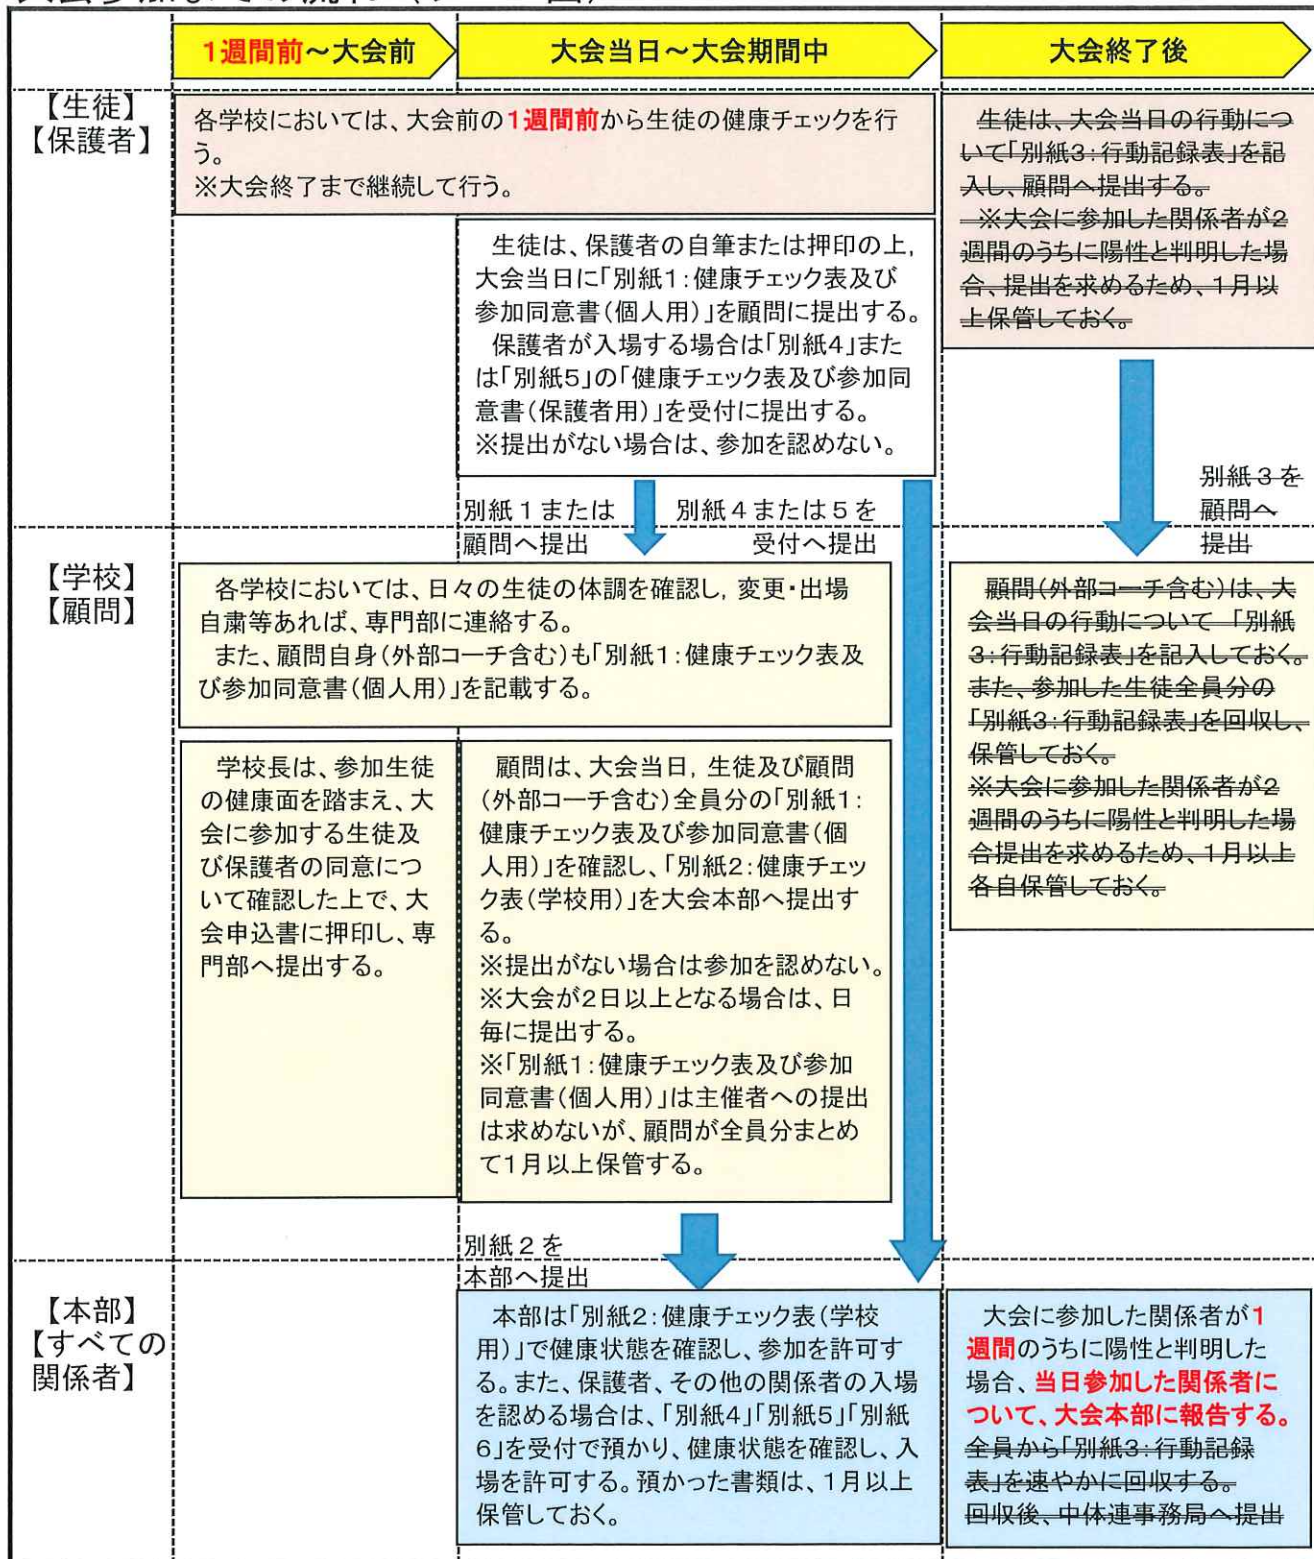 1週間前～大会前
大会当日～大会期間中
大会終了後
【生徒】
【保護者】
各学校においては、大会前の1週間前から生徒の健康チェックを行
う。
※大会終了まで継続して行う。
生徒は、保護者の自筆または押印の上,
大会当日に「別紙1:健康チェック表及び
参加同意書(個人用)」を顧問に提出する。
保護者が入場する場合は「別紙4」また
は「別紙5」の「健康チェック表及び参加同
意書(保護者用)」を受付に提出する。
※提出がない場合は、参加を認めない。
生徒は、大会当日の行動につ
いて「別紙3:行動記録表」を記
入し、顧問へ提出する。
※大会に参加した関係者が2
週間のうちに陽性と判明した場
合、提出を求めるため、1月以
上保管しておく。
別紙1または
顧問へ提出
別紙4または5を
受付へ提出
別紙3を
顧問へ
提出
【学校】
【顧問】
各学校においては、日々の生徒の体調を確認し, 変更・出場
自粛等あれば、専門部に連絡する。
また、顧問自身(外部コーチ含む)も「別紙1:健康チェック表及
び参加同意書(個人用)」を記載する。
学校長は、参加生徒
の健康面を踏まえ、大
会に参加する生徒及
び保護者の同意につ
いて確認した上で、大
会申込書に押印し、専
門部へ提出する。
顧問は、大会当日, 生徒及び顧問
(外部コーチ含む)全員分の「別紙1:
健康チェック表及び参加同意書(個
人用)」を確認し、「別紙2:健康チェッ
ク表(学校用)」を大会本部へ提出す
る。
※提出がない場合は参加を認めない。
※大会が2日以上となる場合は、日
毎に提出する。
※「別紙1:健康チェック表及び参加
同意書(個人用)」は主催者への提出
は求めないが、顧問が全員分まとめ
て1月以上保管する。
顧問(外部コーチ含む)は、大
会当日の行動について 「別紙
3:行動記録表」を記入しておく。
また、参加した生徒全員分の
「別紙3:行動記録表」を回収し、
保管しておく。
※大会に参加した関係者が2
週間のうちに陽性と判明した場
合提出を求めるため、1月以上
各自保管しておく。
別紙2を
本部へ提出
【本部】
【すべての
関係者】
本部は「別紙2:健康チェック表(学校
用)」で健康状態を確認し、参加を許可す
る。また、保護者、その他の関係者の入場
を認める場合は、「別紙4」「別紙5」「別紙
6」を受付で預かり、健康状態を確認し、入
場を許可する。預かった書類は、1月以上
保管しておく。
大会に参加した関係者が1
週間のうちに陽性と判明した
場合、当日参加した関係者に
ついて、大会本部に報告する。
全員から「別紙3:行動記録
表」を速やかに回収する。
回収後、中体連事務局へ提出